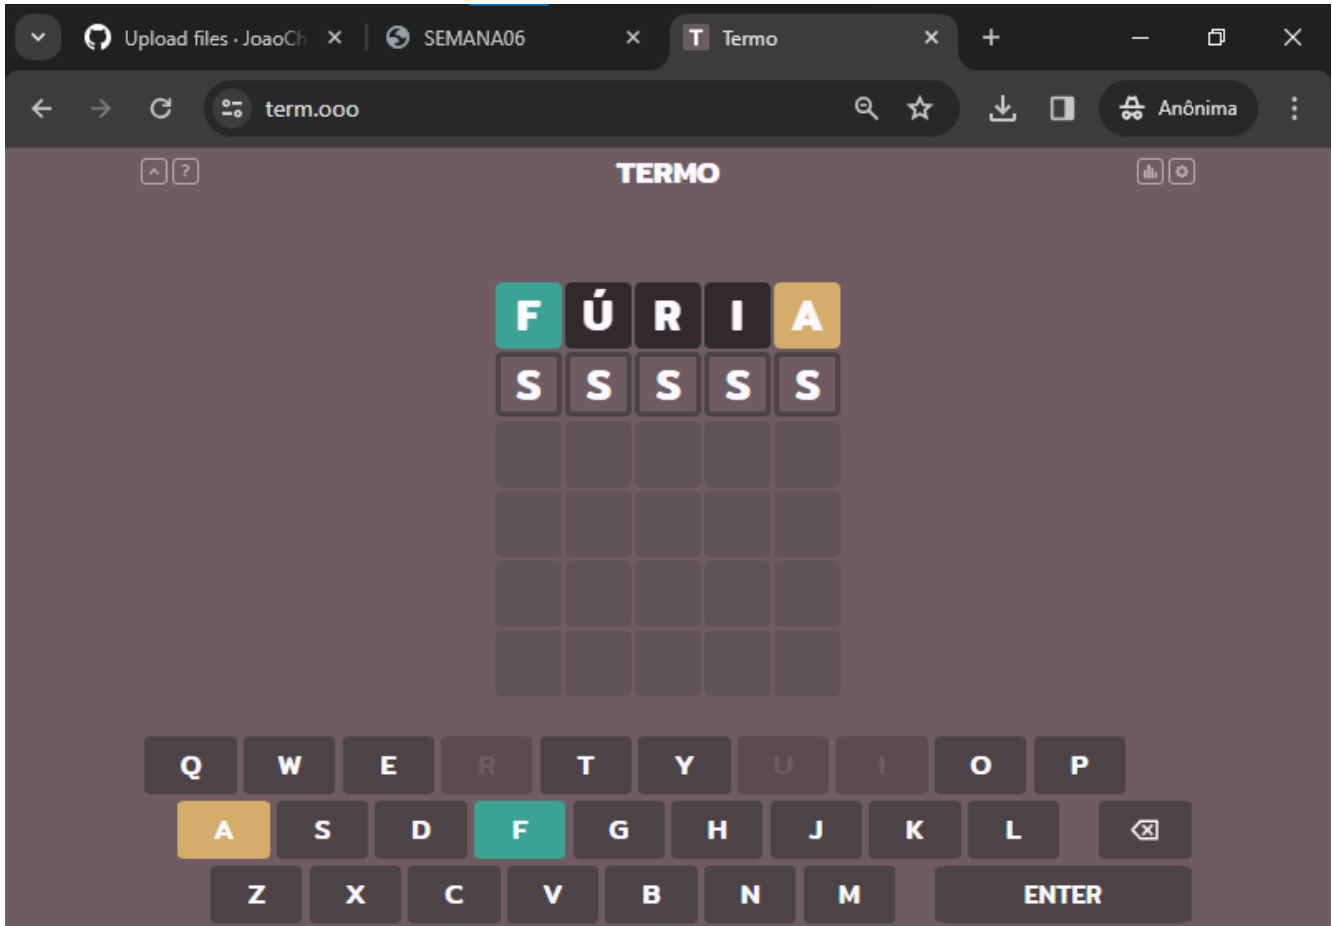 Upload files · JoaoCh
SEMANA06
T Termo
term.ooo
Anônima
? TERMO
F Ú R I A
S S S S S
Q W E R T Y U I O P
A S D F G H J K L
Z X C V B N M ENTER